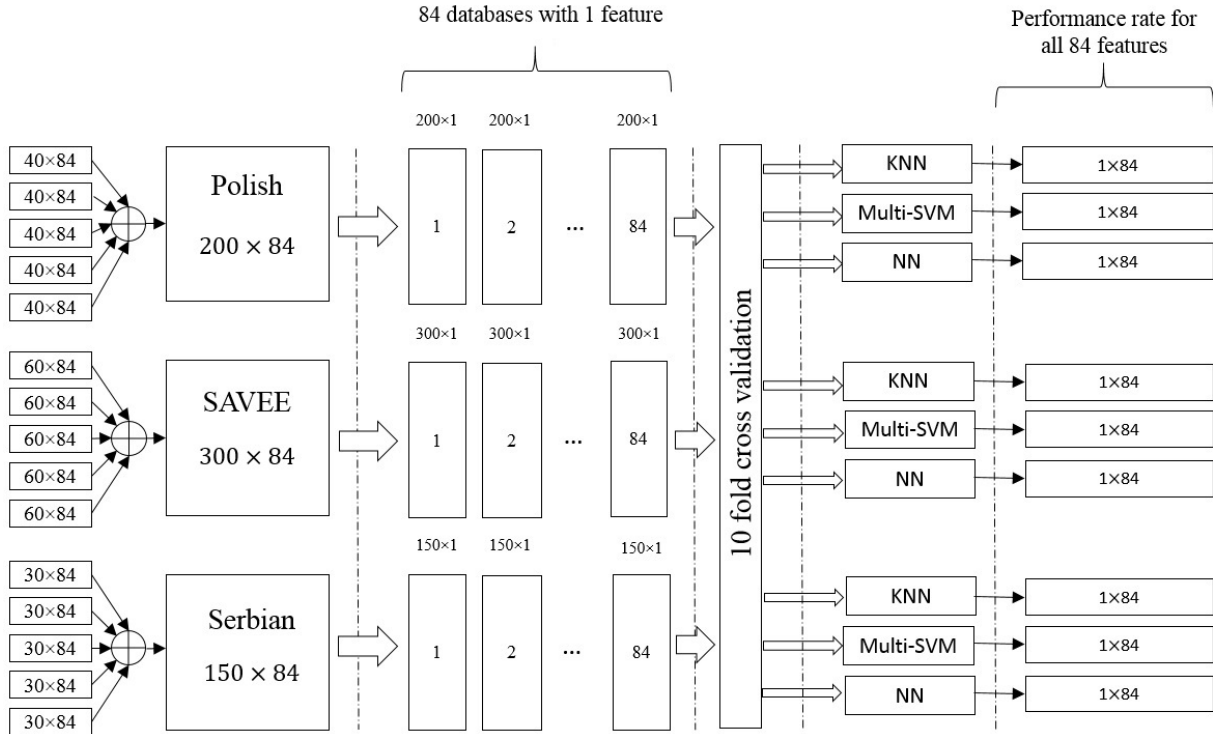 84 databases with 1 feature
Performance rate for
all 84 features
200×1 200×1 200×1
40×84
40×84
40×84
40×84
40×84
Polish
200 × 84
1 2 ... 84
KNN 1×84
Multi-SVM 1×84
NN 1×84
300×1 300×1 300×1
60×84
60×84
60×84
60×84
60×84
SAVEE
300 × 84
1 2 ... 84
10 fold cross validation
KNN 1×84
Multi-SVM 1×84
NN 1×84
150×1 150×1 150×1
30×84
30×84
30×84
30×84
30×84
Serbian
150 × 84
1 2 ... 84
KNN 1×84
Multi-SVM 1×84
NN 1×84